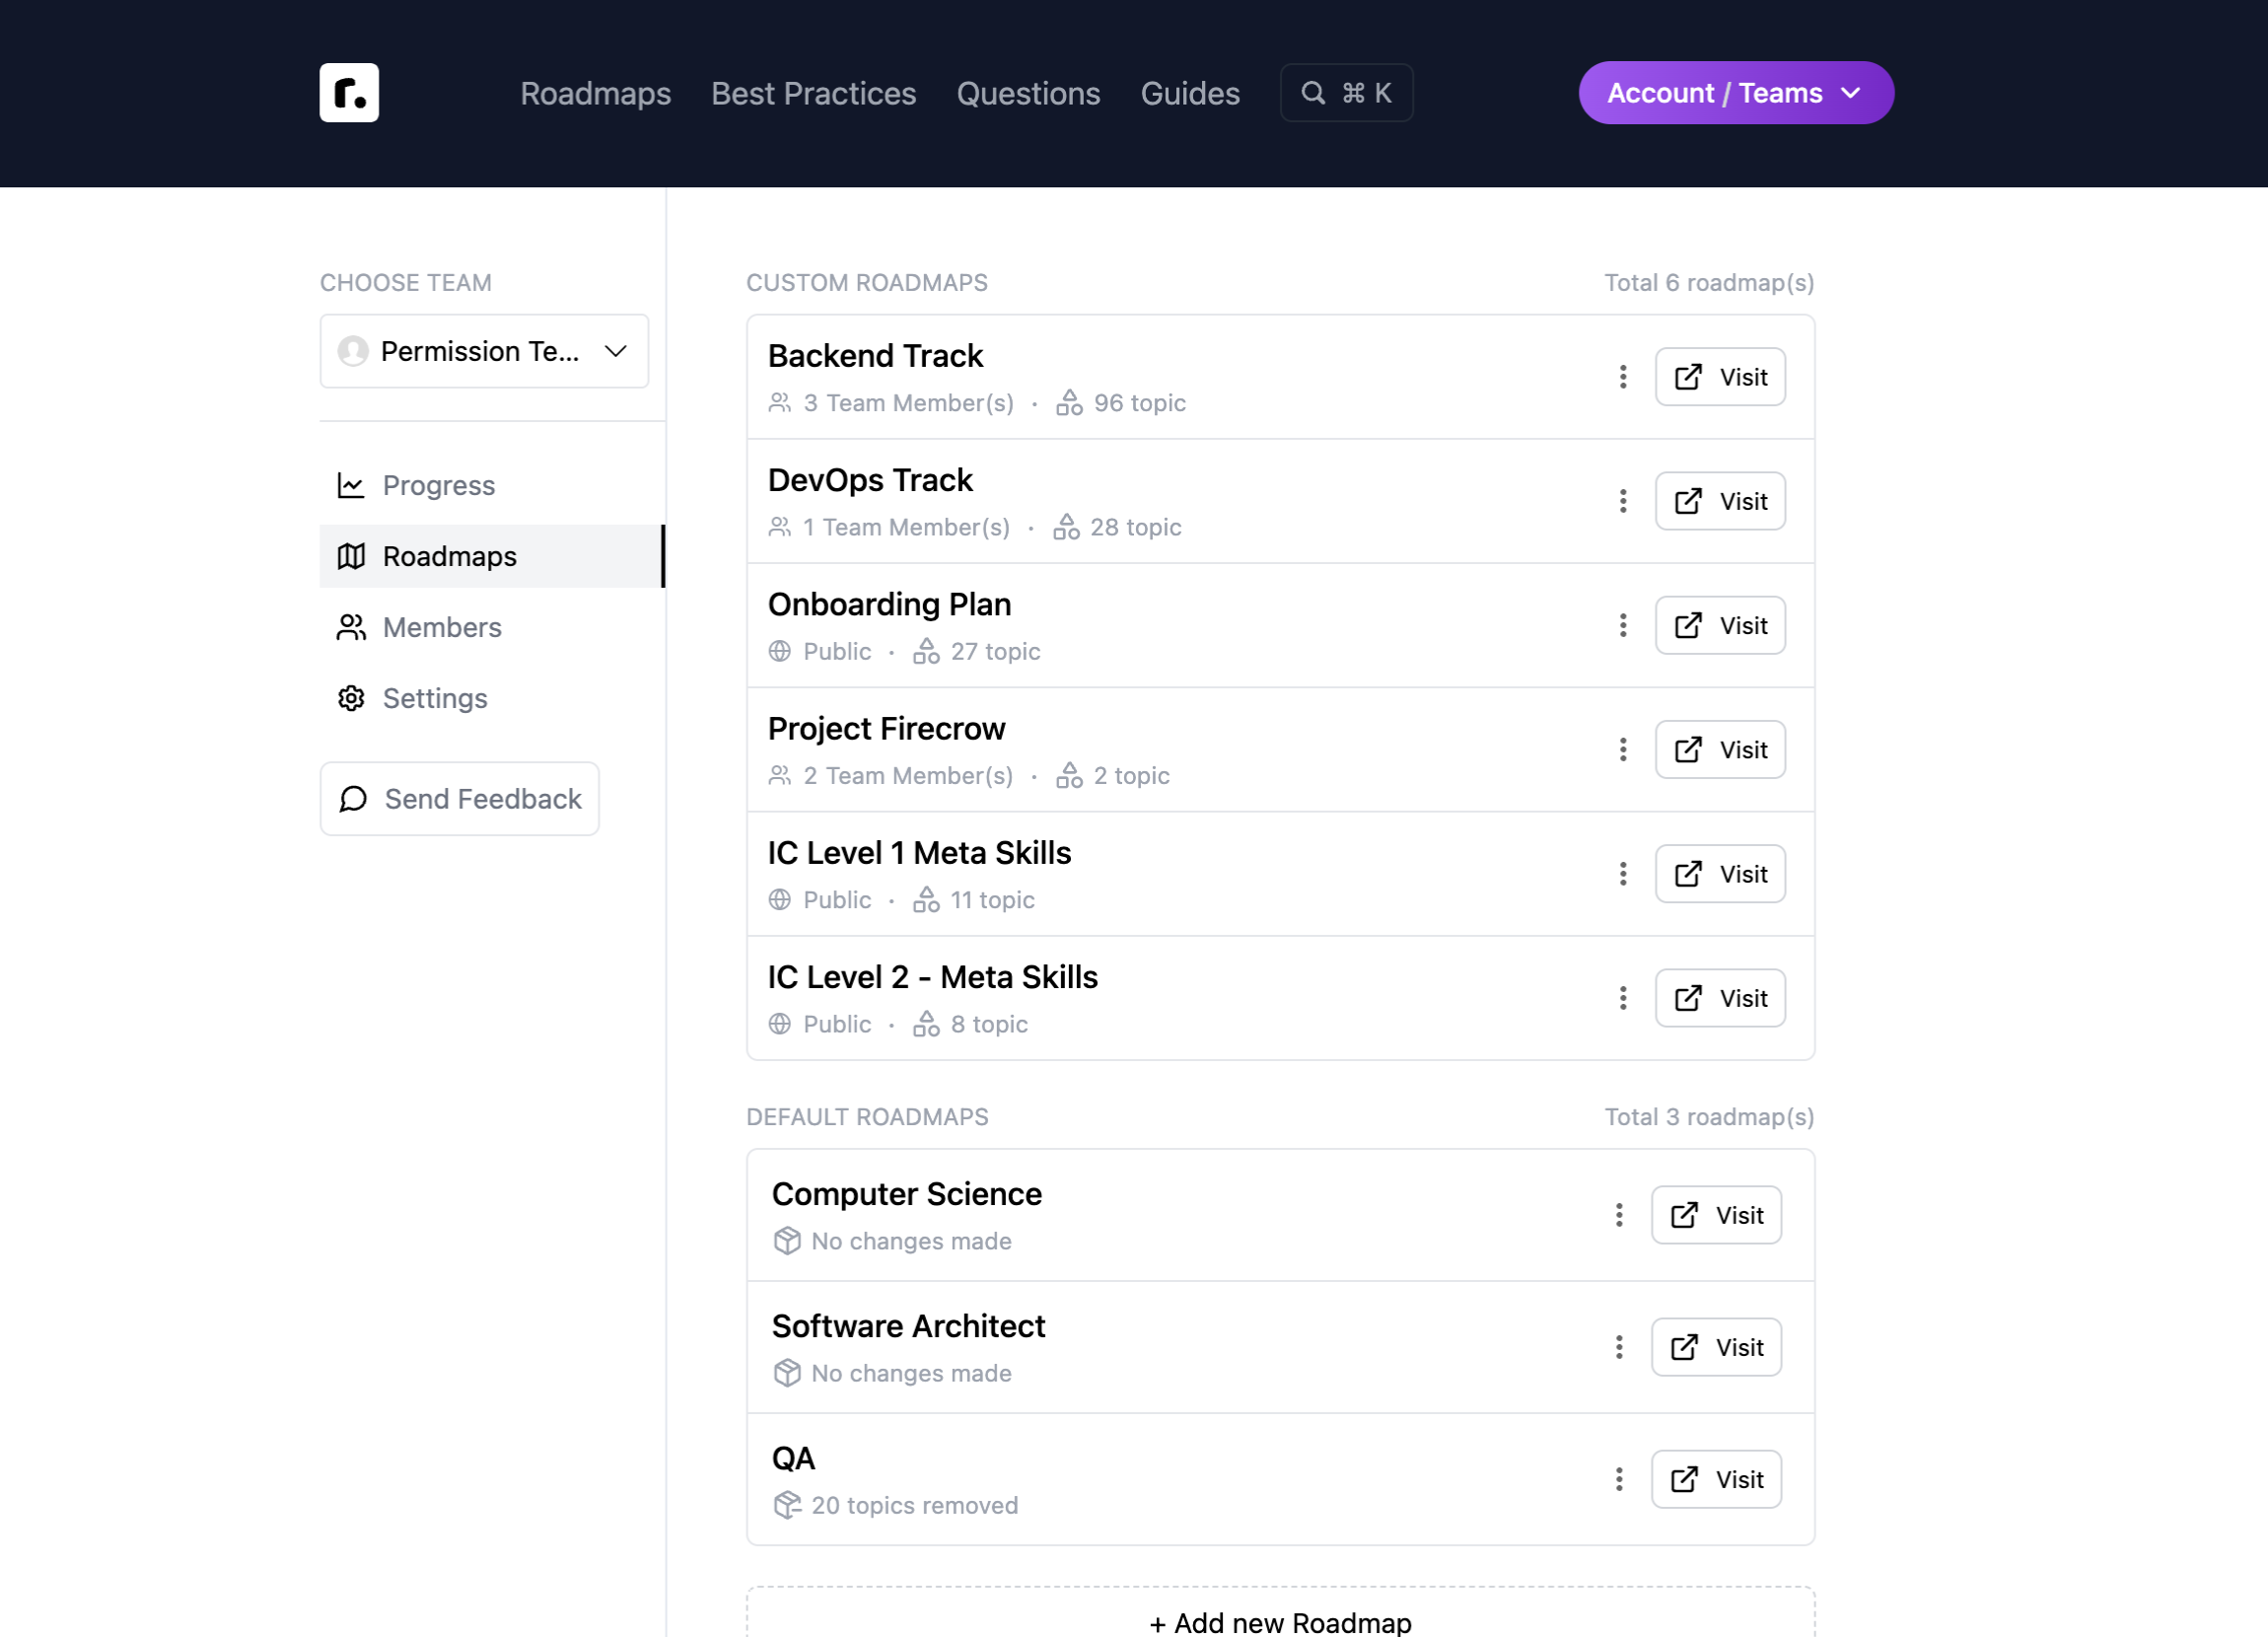 r.
Roadmaps Best Practices Questions Guides ⌘ K Account / Teams
CHOOSE TEAM
Permission Te...
Progress
Roadmaps
Members
Settings
Send Feedback
CUSTOM ROADMAPS Total 6 roadmap(s)
Backend Track
3 Team Member(s) · 96 topic
Visit
DevOps Track
1 Team Member(s) · 28 topic
Visit
Onboarding Plan
Public · 27 topic
Visit
Project Firecrow
2 Team Member(s) · 2 topic
Visit
IC Level 1 Meta Skills
Public · 11 topic
Visit
IC Level 2 - Meta Skills
Public · 8 topic
Visit
DEFAULT ROADMAPS Total 3 roadmap(s)
Computer Science
No changes made
Visit
Software Architect
No changes made
Visit
QA
20 topics removed
Visit
+ Add new Roadmap